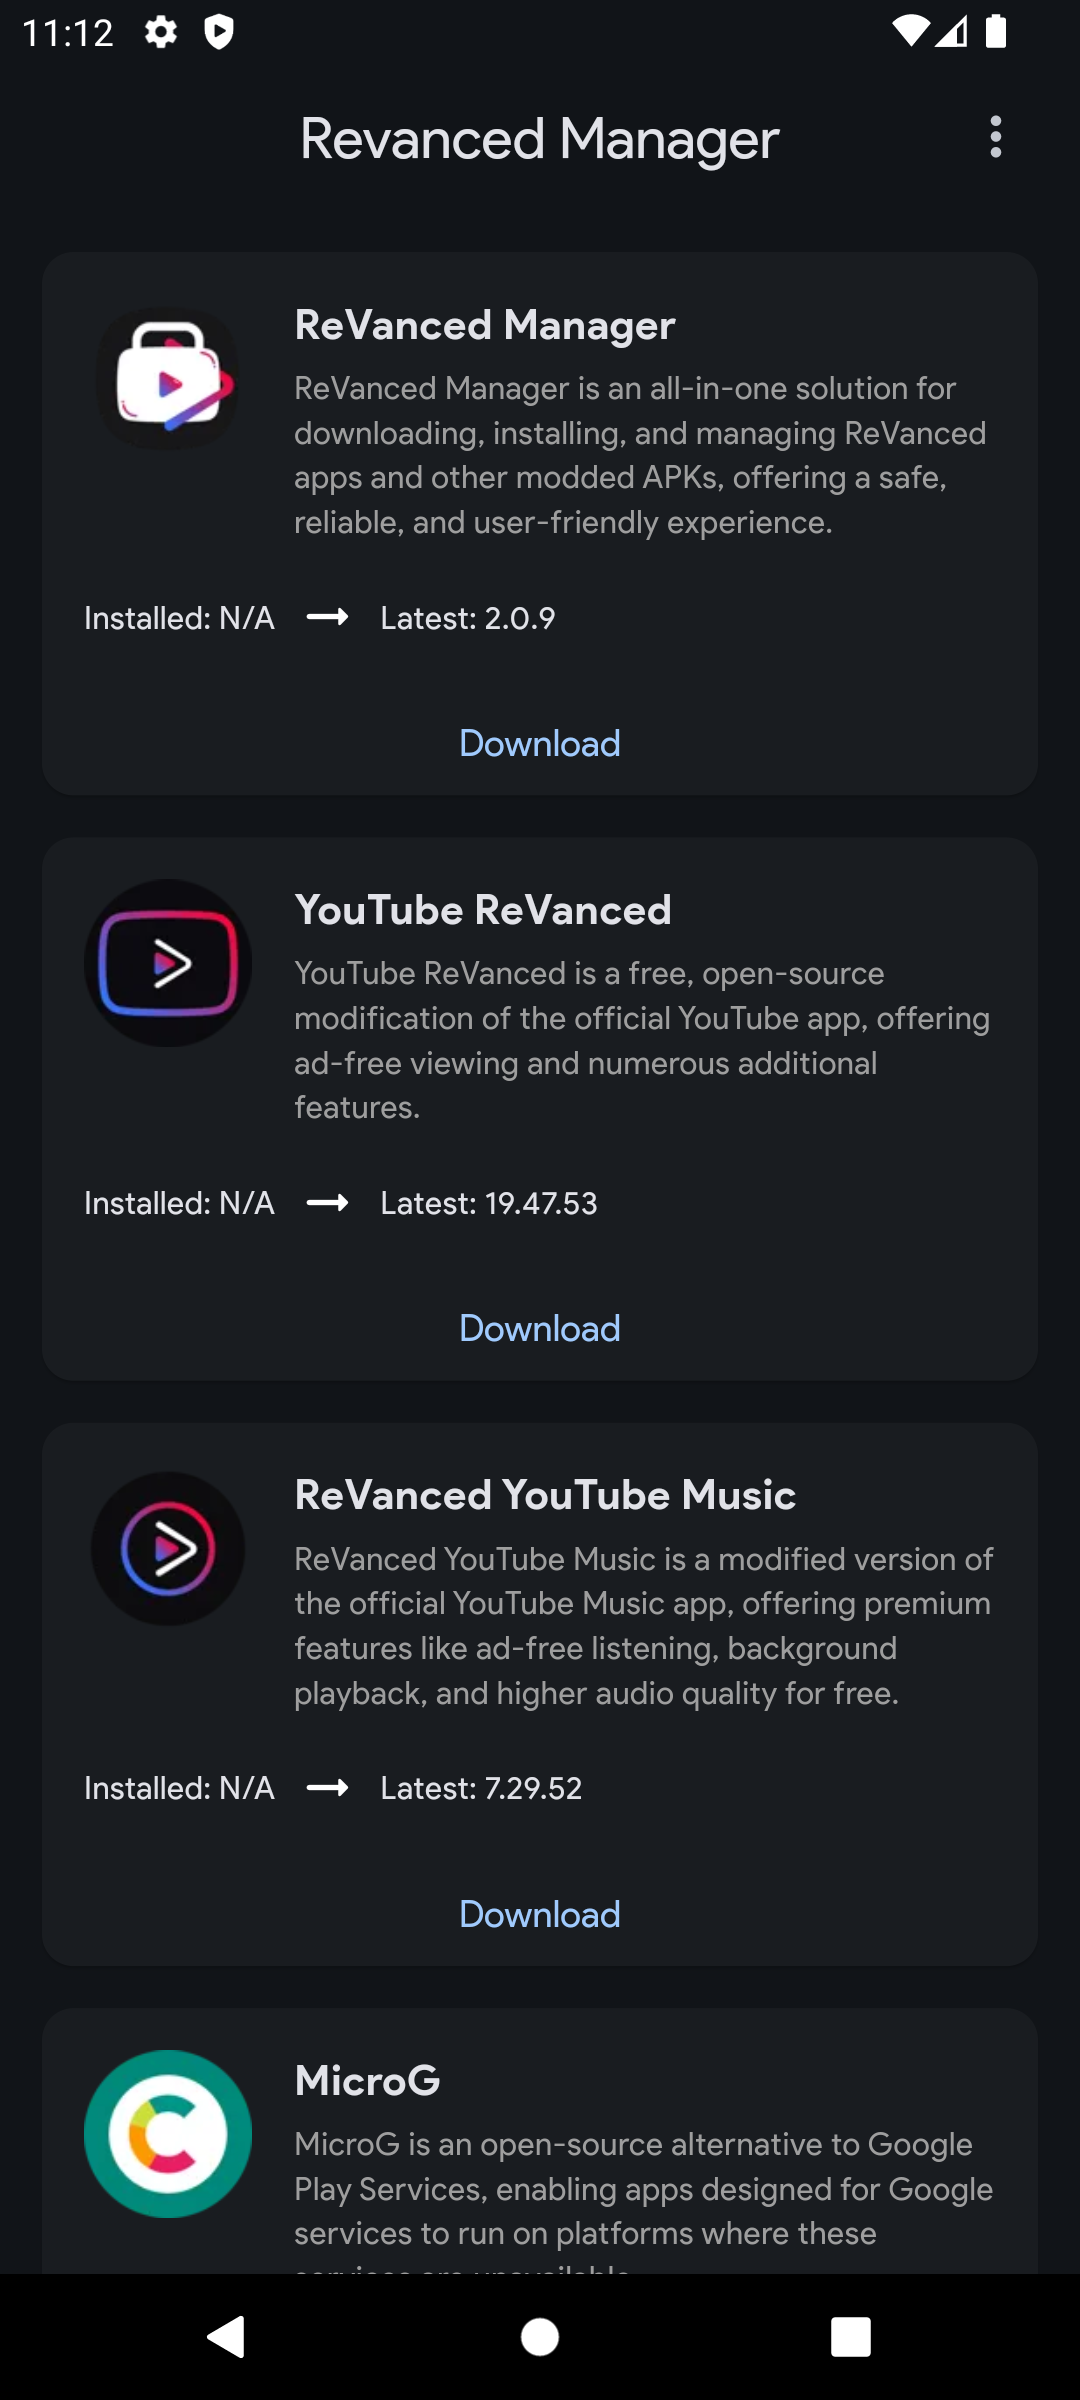 11:12
Revanced Manager
ReVanced Manager
ReVanced Manager is an all-in-one solution for
downloading, installing, and managing ReVanced
apps and other modded APKs, offering a safe,
reliable, and user-friendly experience.
Installed: N/A
Latest: 2.0.9
Download
YouTube ReVanced
YouTube ReVanced is a free, open-source
modification of the official YouTube app, offering
ad-free viewing and numerous additional
features.
Installed: N/A
Latest: 19.47.53
Download
ReVanced YouTube Music
ReVanced YouTube Music is a modified version of
the official YouTube Music app, offering premium
features like ad-free listening, background
playback, and higher audio quality for free.
Installed: N/A
Latest: 7.29.52
Download
MicroG
MicroG is an open-source alternative to Google
Play Services, enabling apps designed for Google
services to run on platforms where these
services are unavailable